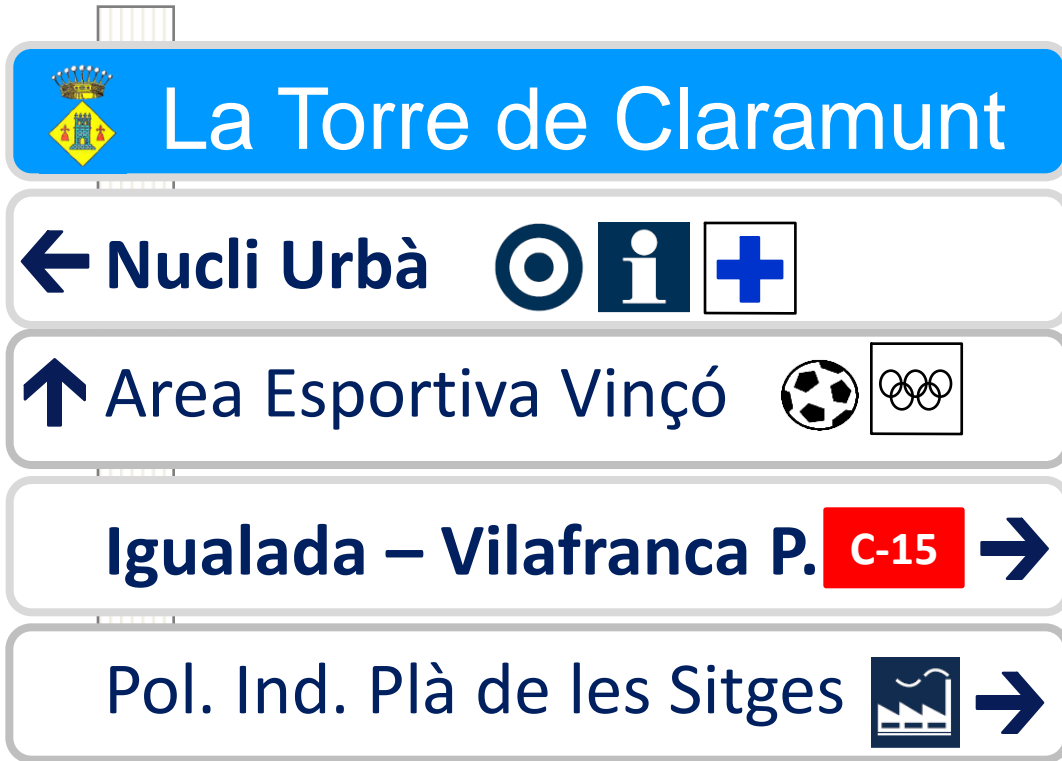 La Torre de Claramunt
Nucli Urbà i
Area Esportiva Vinçó
Igualada – Vilafranca P. C-15
Pol. Ind. Plà de les Sitges